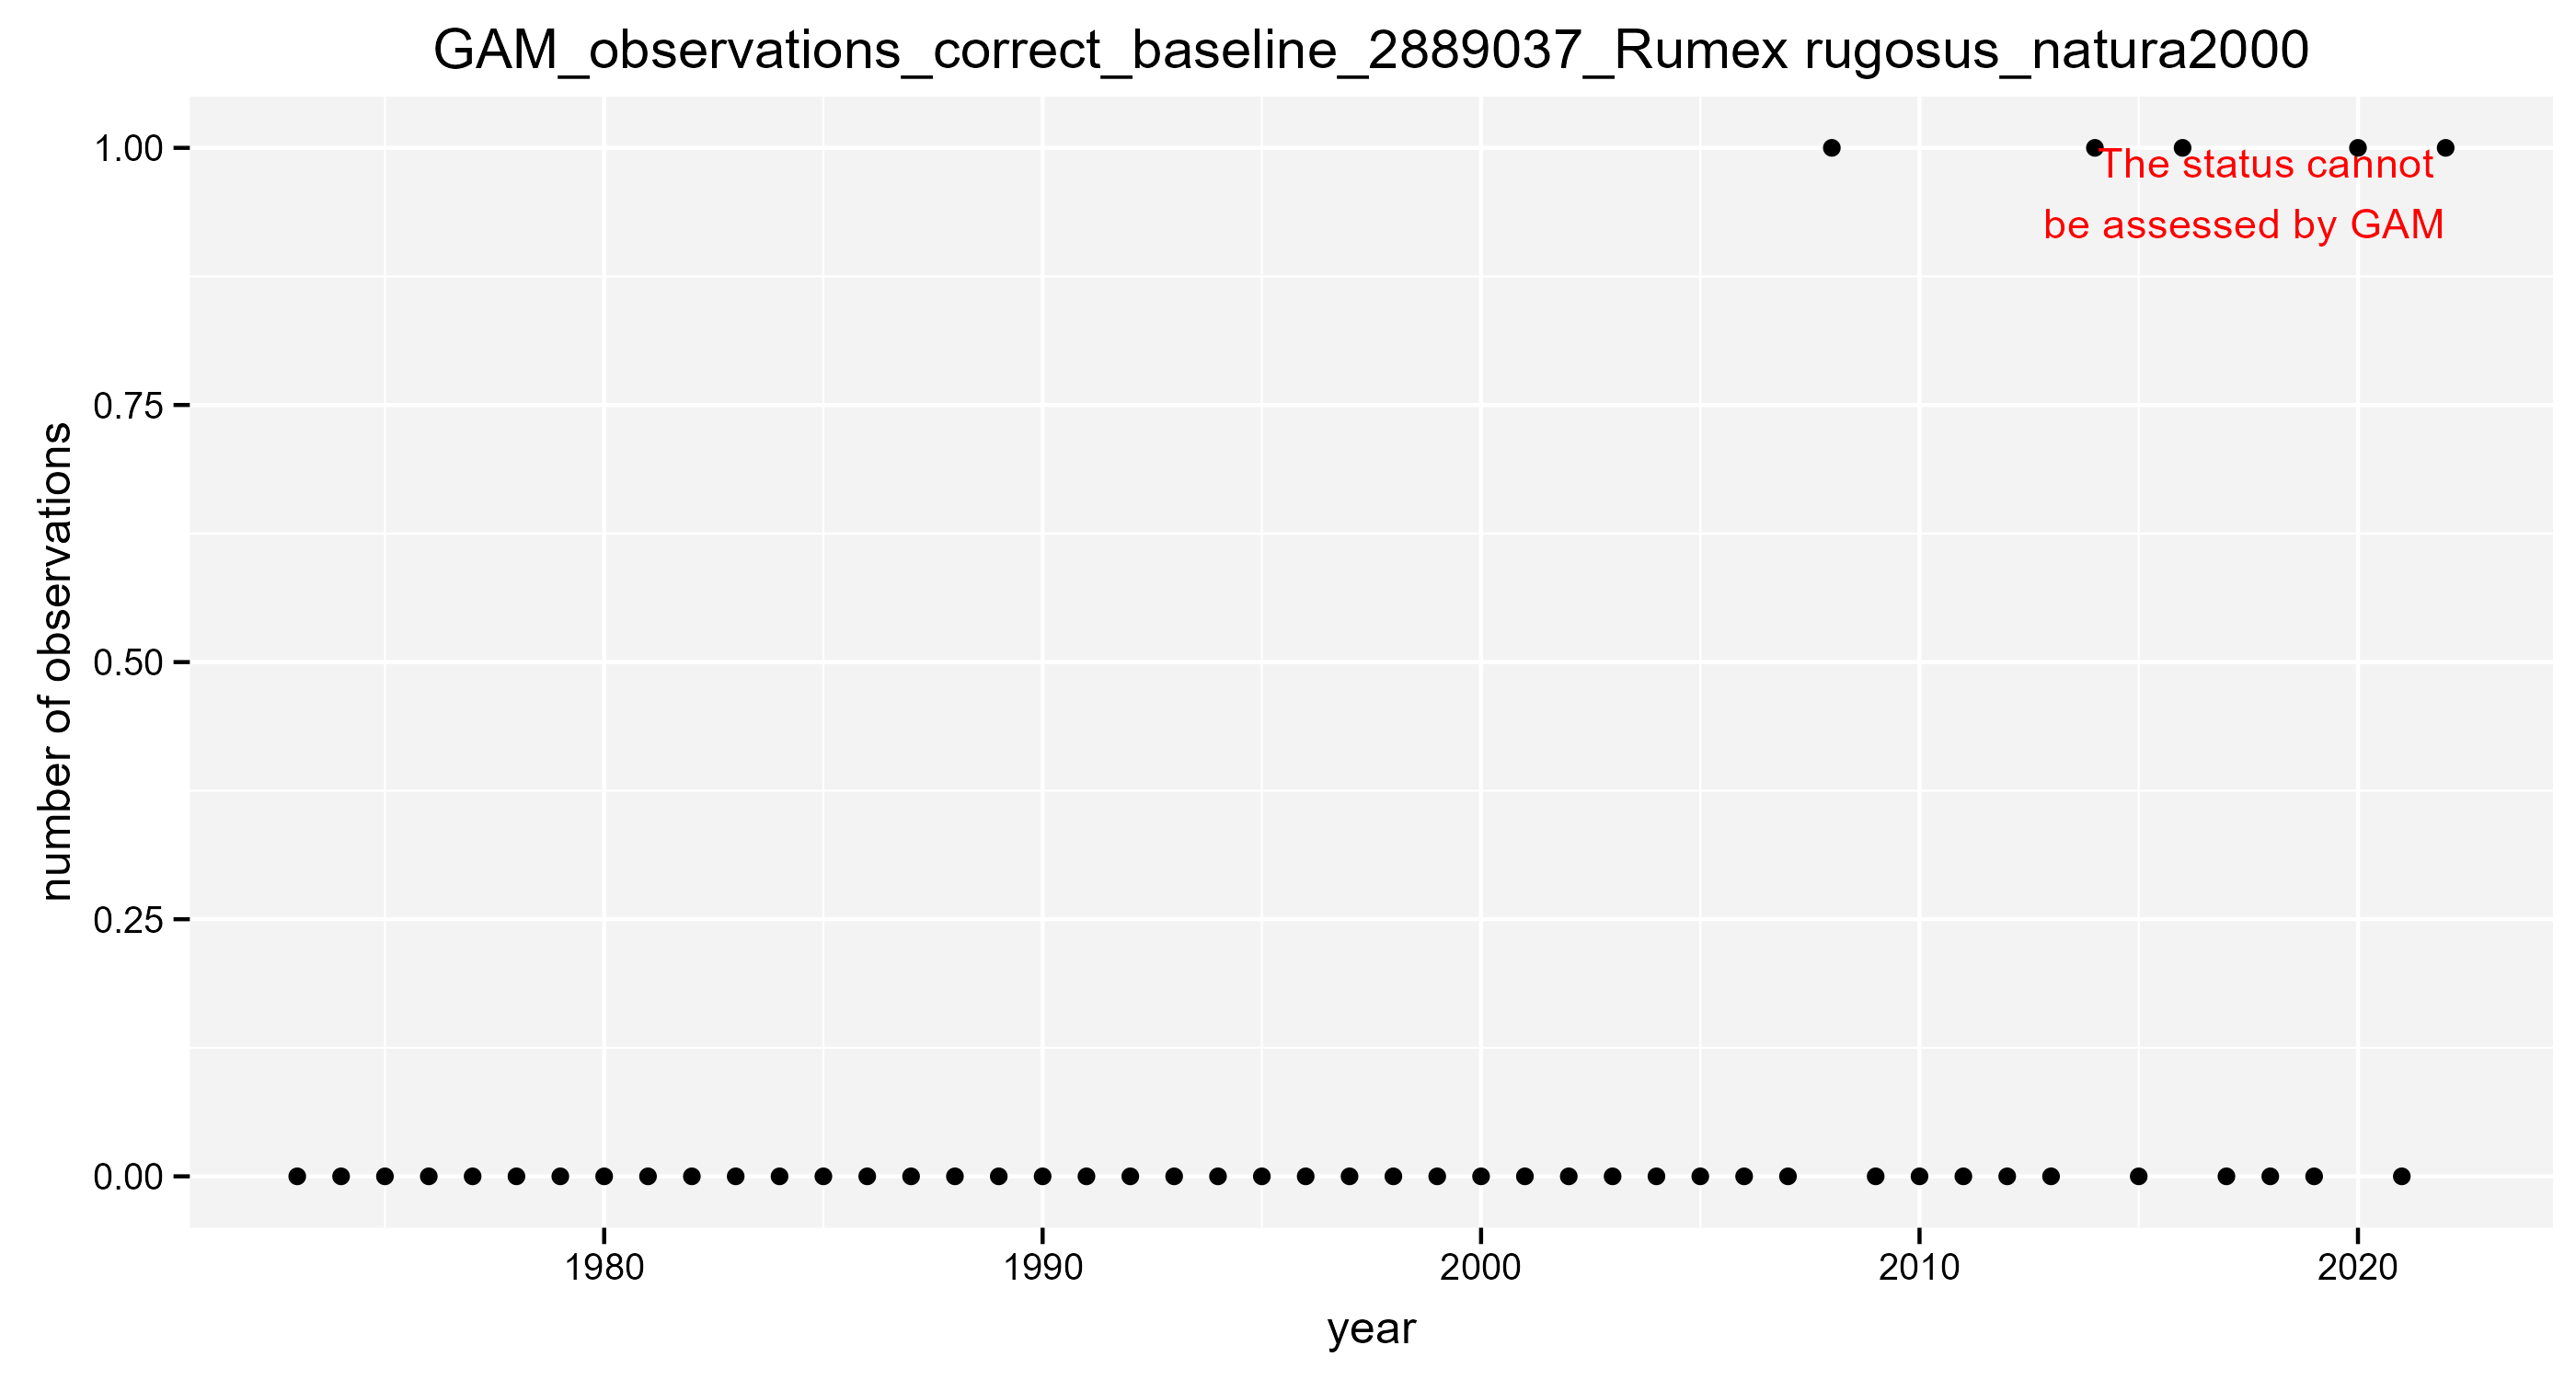 GAM_observations_correct_baseline_2889037_Rumex rugosus_natura2000
1.00
The status cannot
be assessed by GAM
0.75
0.50
0.25
0.00
number of observations
1980
1990
2000
2010
2020
year